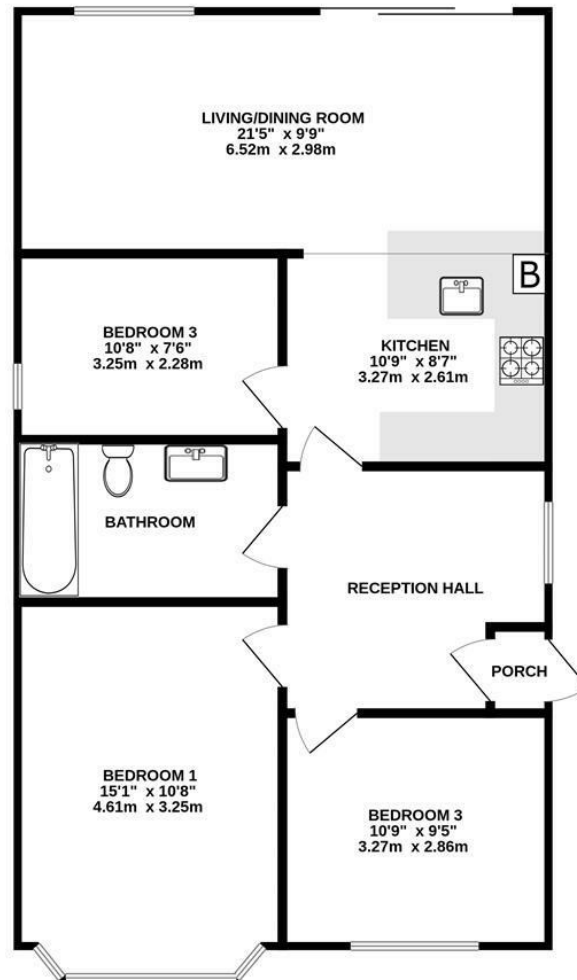 LIVING/DINING ROOM
21'5" x 9'9"
6.52m x 2.98m
B
BEDROOM 3
10'8" x 7'6"
3.25m x 2.28m
KITCHEN
10'9" x 8'7"
3.27m x 2.61m
BATHROOM
RECEPTION HALL
PORCH
BEDROOM 1
15'1" x 10'8"
4.61m x 3.25m
BEDROOM 3
10'9" x 9'5"
3.27m x 2.86m